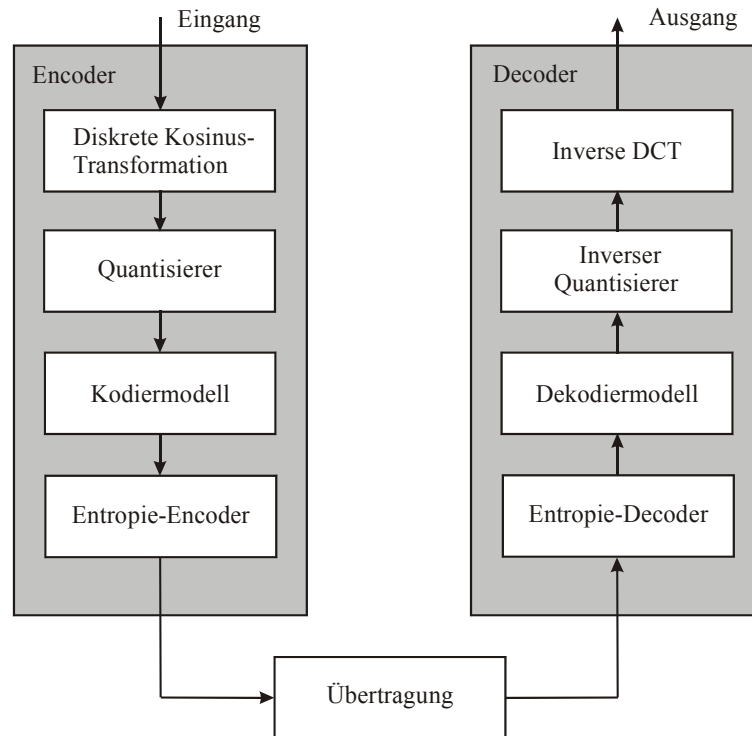 Eingang
Encoder
Diskrete Kosinus-
Transformation
Quantisierer
Kodiermodell
Entropie-Encoder
Übertragung
Ausgang
Decoder
Inverse DCT
Inverser
Quantisierer
Dekodiermodell
Entropie-Decoder